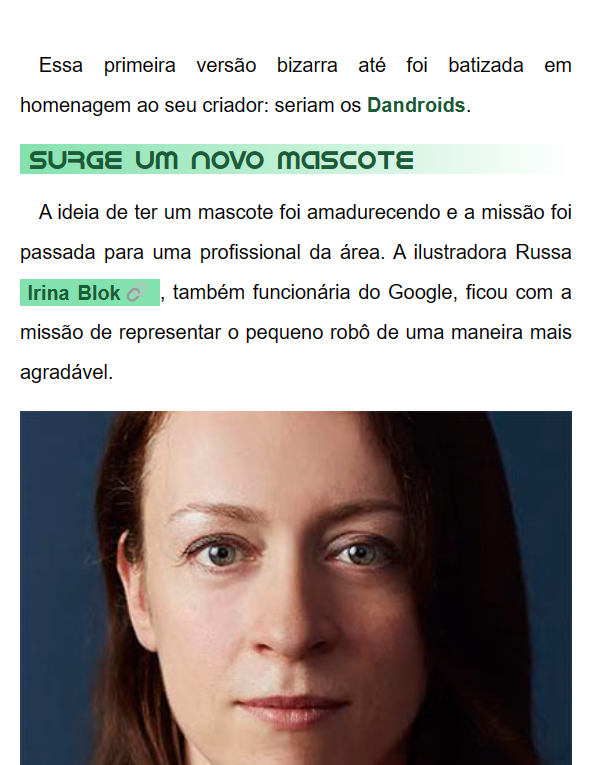 Essa primeira versão bizarra até foi batizada em
homenagem ao seu criador: seriam os Dandroids.
SURGE UM NOVO MASCOTE
A ideia de ter um mascote foi amadurecendo e a missão foi
passada para uma profissional da área. A ilustradora Russa
Irina Blok, também funcionária do Google, ficou com a
missão de representar o pequeno robô de uma maneira mais
agradável.